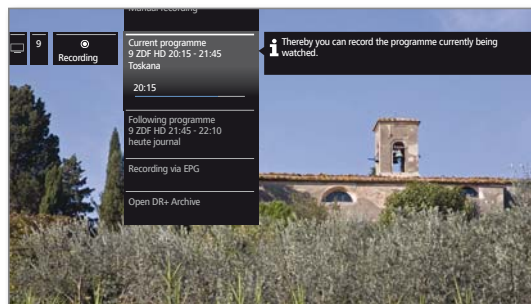 Manual recording
9
Recording
Current programme
9 ZDF HD 20:15 - 21:45
Toskana
20:15
Following programme
9 ZDF HD 21:45 - 22:10
heute journal
Recording via EPG
Open DR+ Archive
i Thereby you can record the programme currently being
watched.